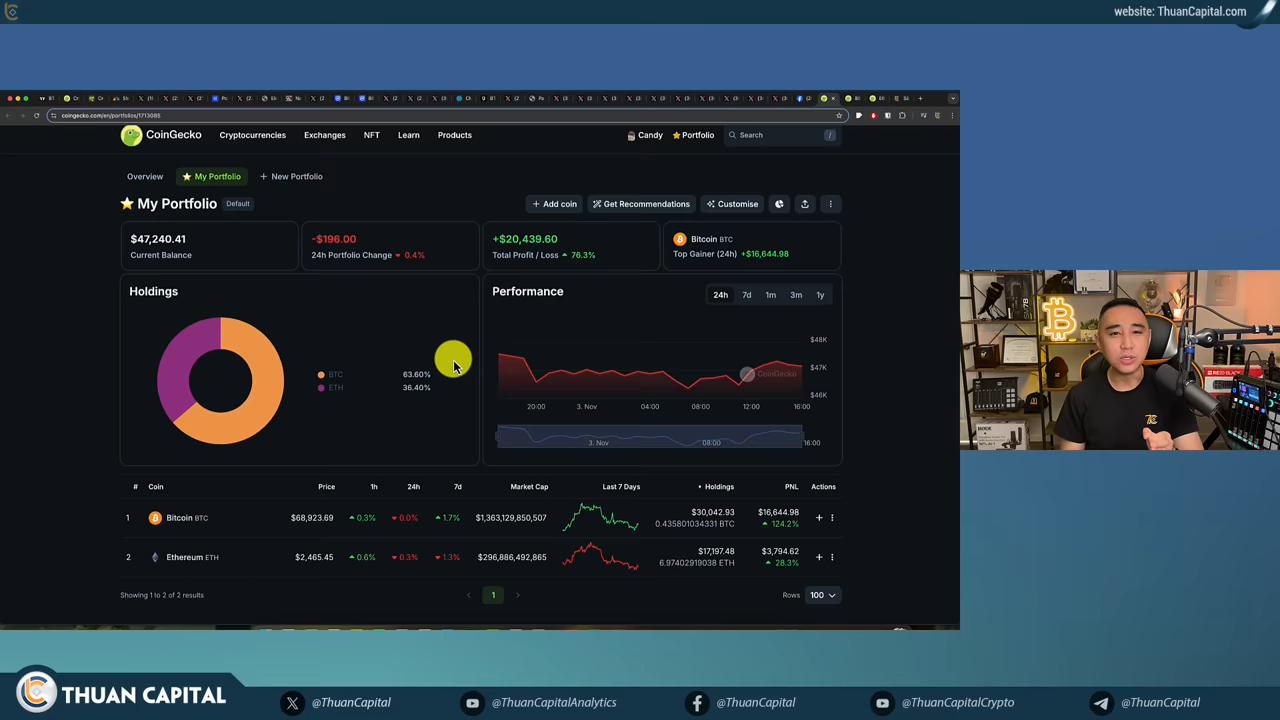 website: ThuanCapital.com
coingecko.com/en/portfolios/1713085
CoinGecko
Cryptocurrencies
Exchanges
NFT
Learn
Products
Candy
Portfolio
Search
/
Overview
My Portfolio
+ New Portfolio
My Portfolio
Default
+ Add coin
Get Recommendations
Customise
$47,240.41
Current Balance
-$196.00
24h Portfolio Change 0.4%
+$20,439.60
Total Profit / Loss 76.3%
Bitcoin BTC
Top Gainer (24h) +$16,644.98
Holdings
BTC 63.60%
ETH 36.40%
Performance
24h 7d 1m 3m 1y
$48K
$47K
$46K
CoinGecko
20:00 3. Nov 04:00 08:00 12:00 16:00
3. Nov 08:00 16:00
# Coin Price 1h 24h 7d Market Cap Last 7 Days Holdings PNL Actions
1 Bitcoin BTC $68,923.69 0.3% 0.0% 1.7% $1,363,129,850,507 $30,042.93 $16,644.98
0.435801034331 BTC 124.2%
2 Ethereum ETH $2,465.45 0.6% 0.3% 1.3% $296,886,492,865 $17,197.48 $3,794.62
6.97402919038 ETH 28.3%
Showing 1 to 2 of 2 results
1
Rows 100
THUAN CAPITAL
@ThuanCapital
@ThuanCapitalAnalytics
@ThuanCapital
@ThuanCapitalCrypto
@ThuanCapital